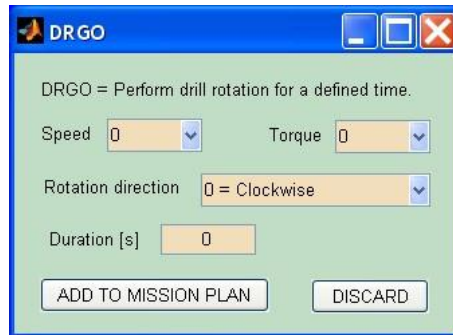 DRGO
DRGO = Perform drill rotation for a defined time.
Speed 0 Torque 0
Rotation direction 0 = Clockwise
Duration [s] 0
ADD TO MISSION PLAN DISCARD